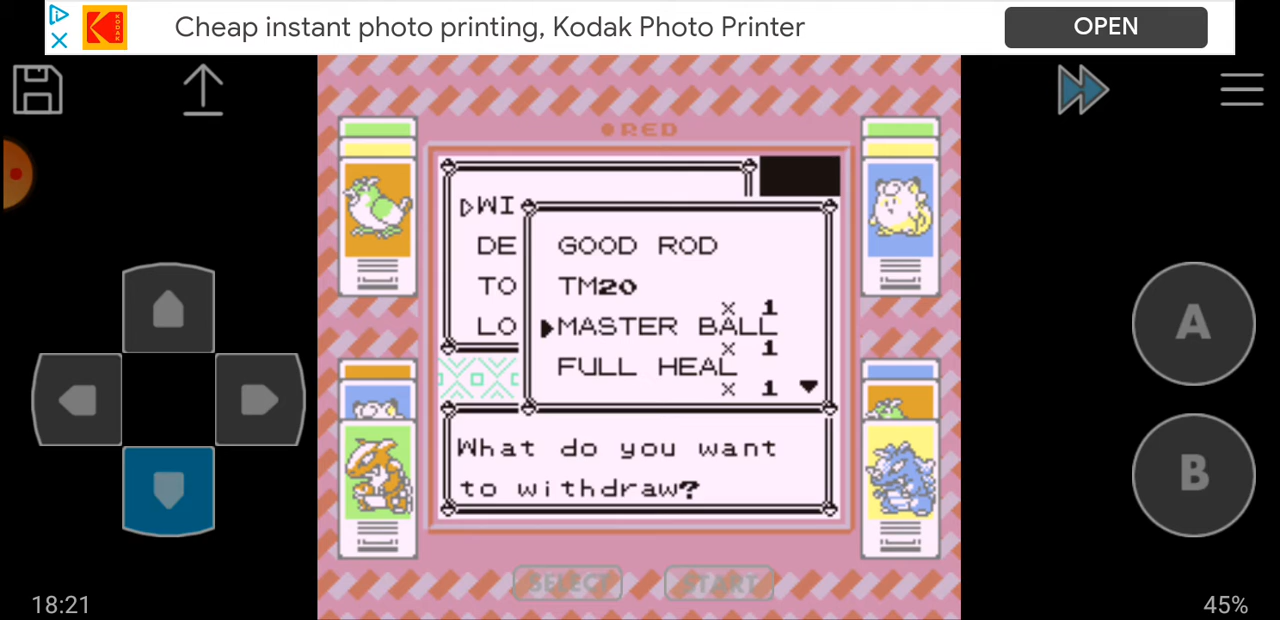 Cheap instant photo printing, Kodak Photo Printer
OPEN
KODAK
RED
WI
DE
TO
LO
GOOD ROD
TM20
× 1
MASTER BALL
× 1
FULL HEAL
× 1
What do you want
to withdraw?
A
B
SELECT
START
18:21
45%